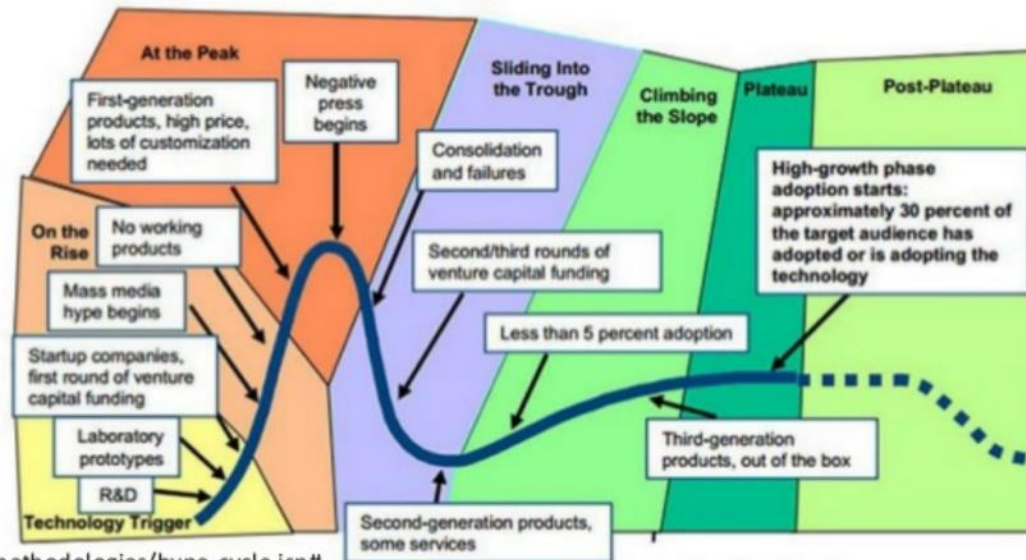 At the Peak
First-generation
products, high price,
lots of customization
needed
Negative
press
begins
Sliding Into
the Trough
Consolidation
and failures
Climbing
the Slope
Plateau
Post-Plateau
High-growth phase
adoption starts:
approximately 30 percent of
the target audience has
adopted or is adopting the
technology
On the
Rise
No working
products
Mass media
hype begins
Startup companies,
first round of venture
capital funding
Second/third rounds of
venture capital funding
Less than 5 percent adoption
Laboratory
prototypes
R&D
Technology Trigger
Third-generation
products, out of the box
Second-generation products,
some services